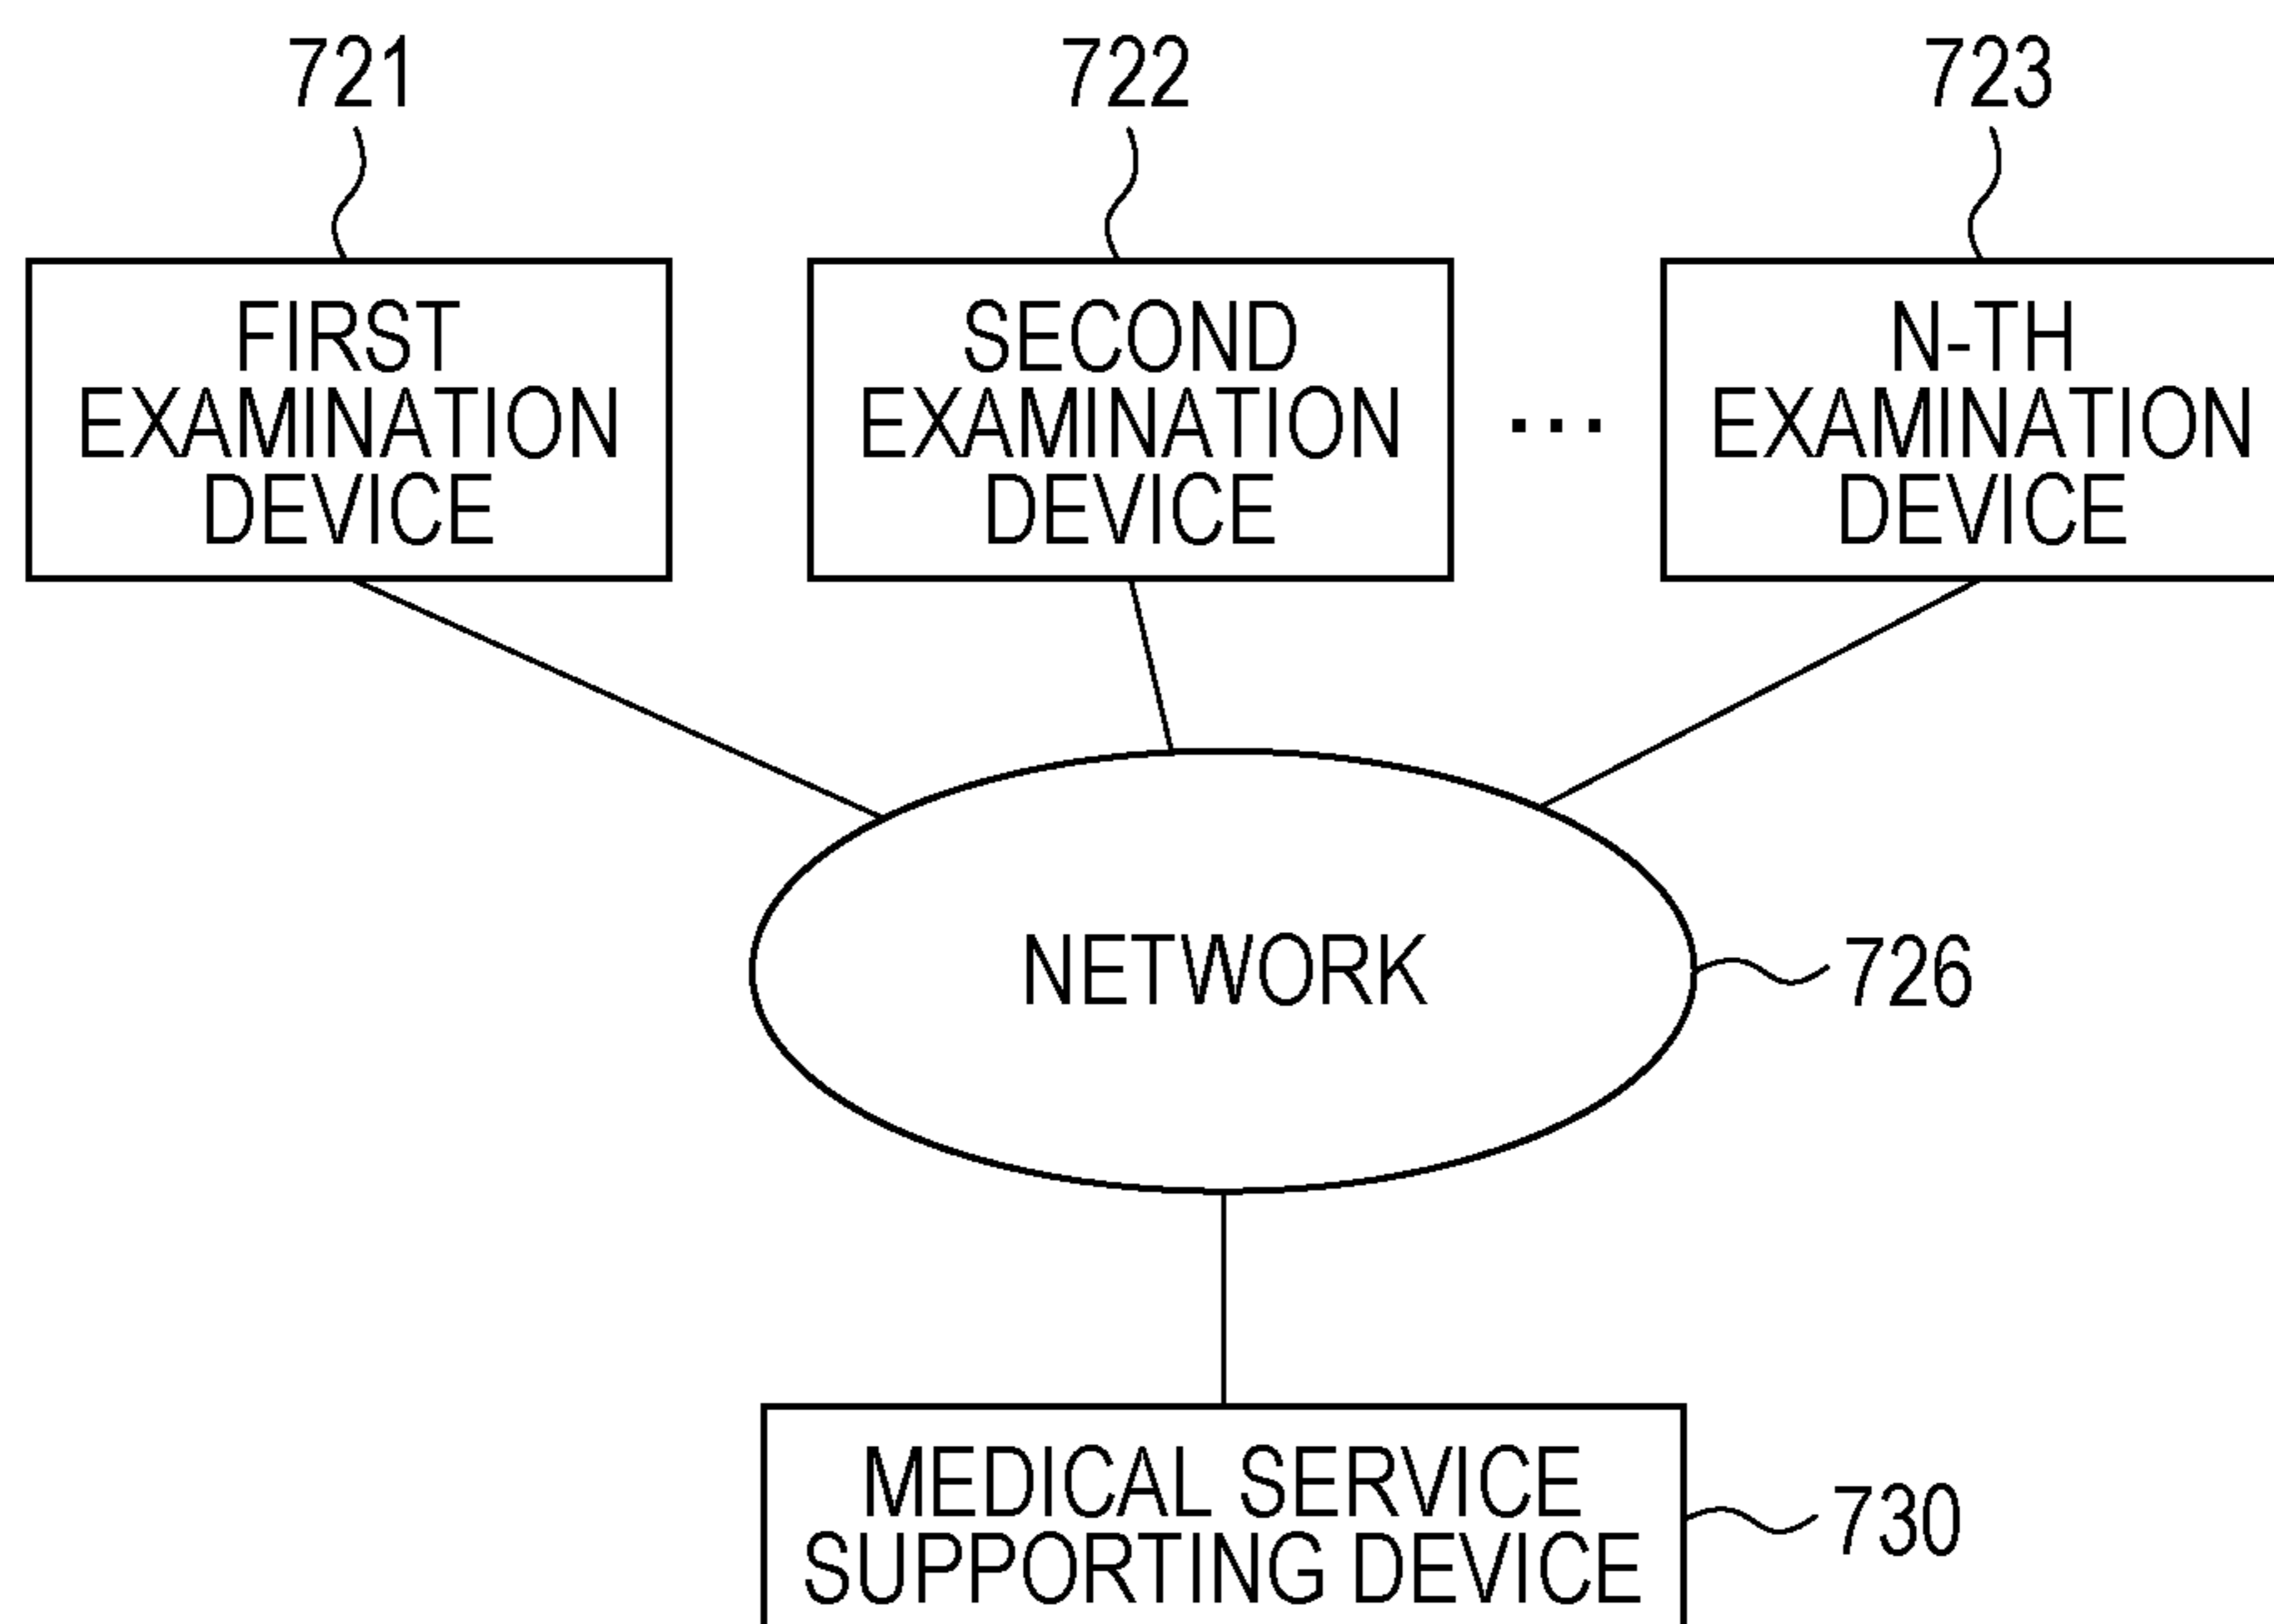 721
722
723
FIRST
EXAMINATION
DEVICE
SECOND
EXAMINATION
DEVICE
...
N-TH
EXAMINATION
DEVICE
NETWORK
726
MEDICAL SERVICE
SUPPORTING DEVICE
730